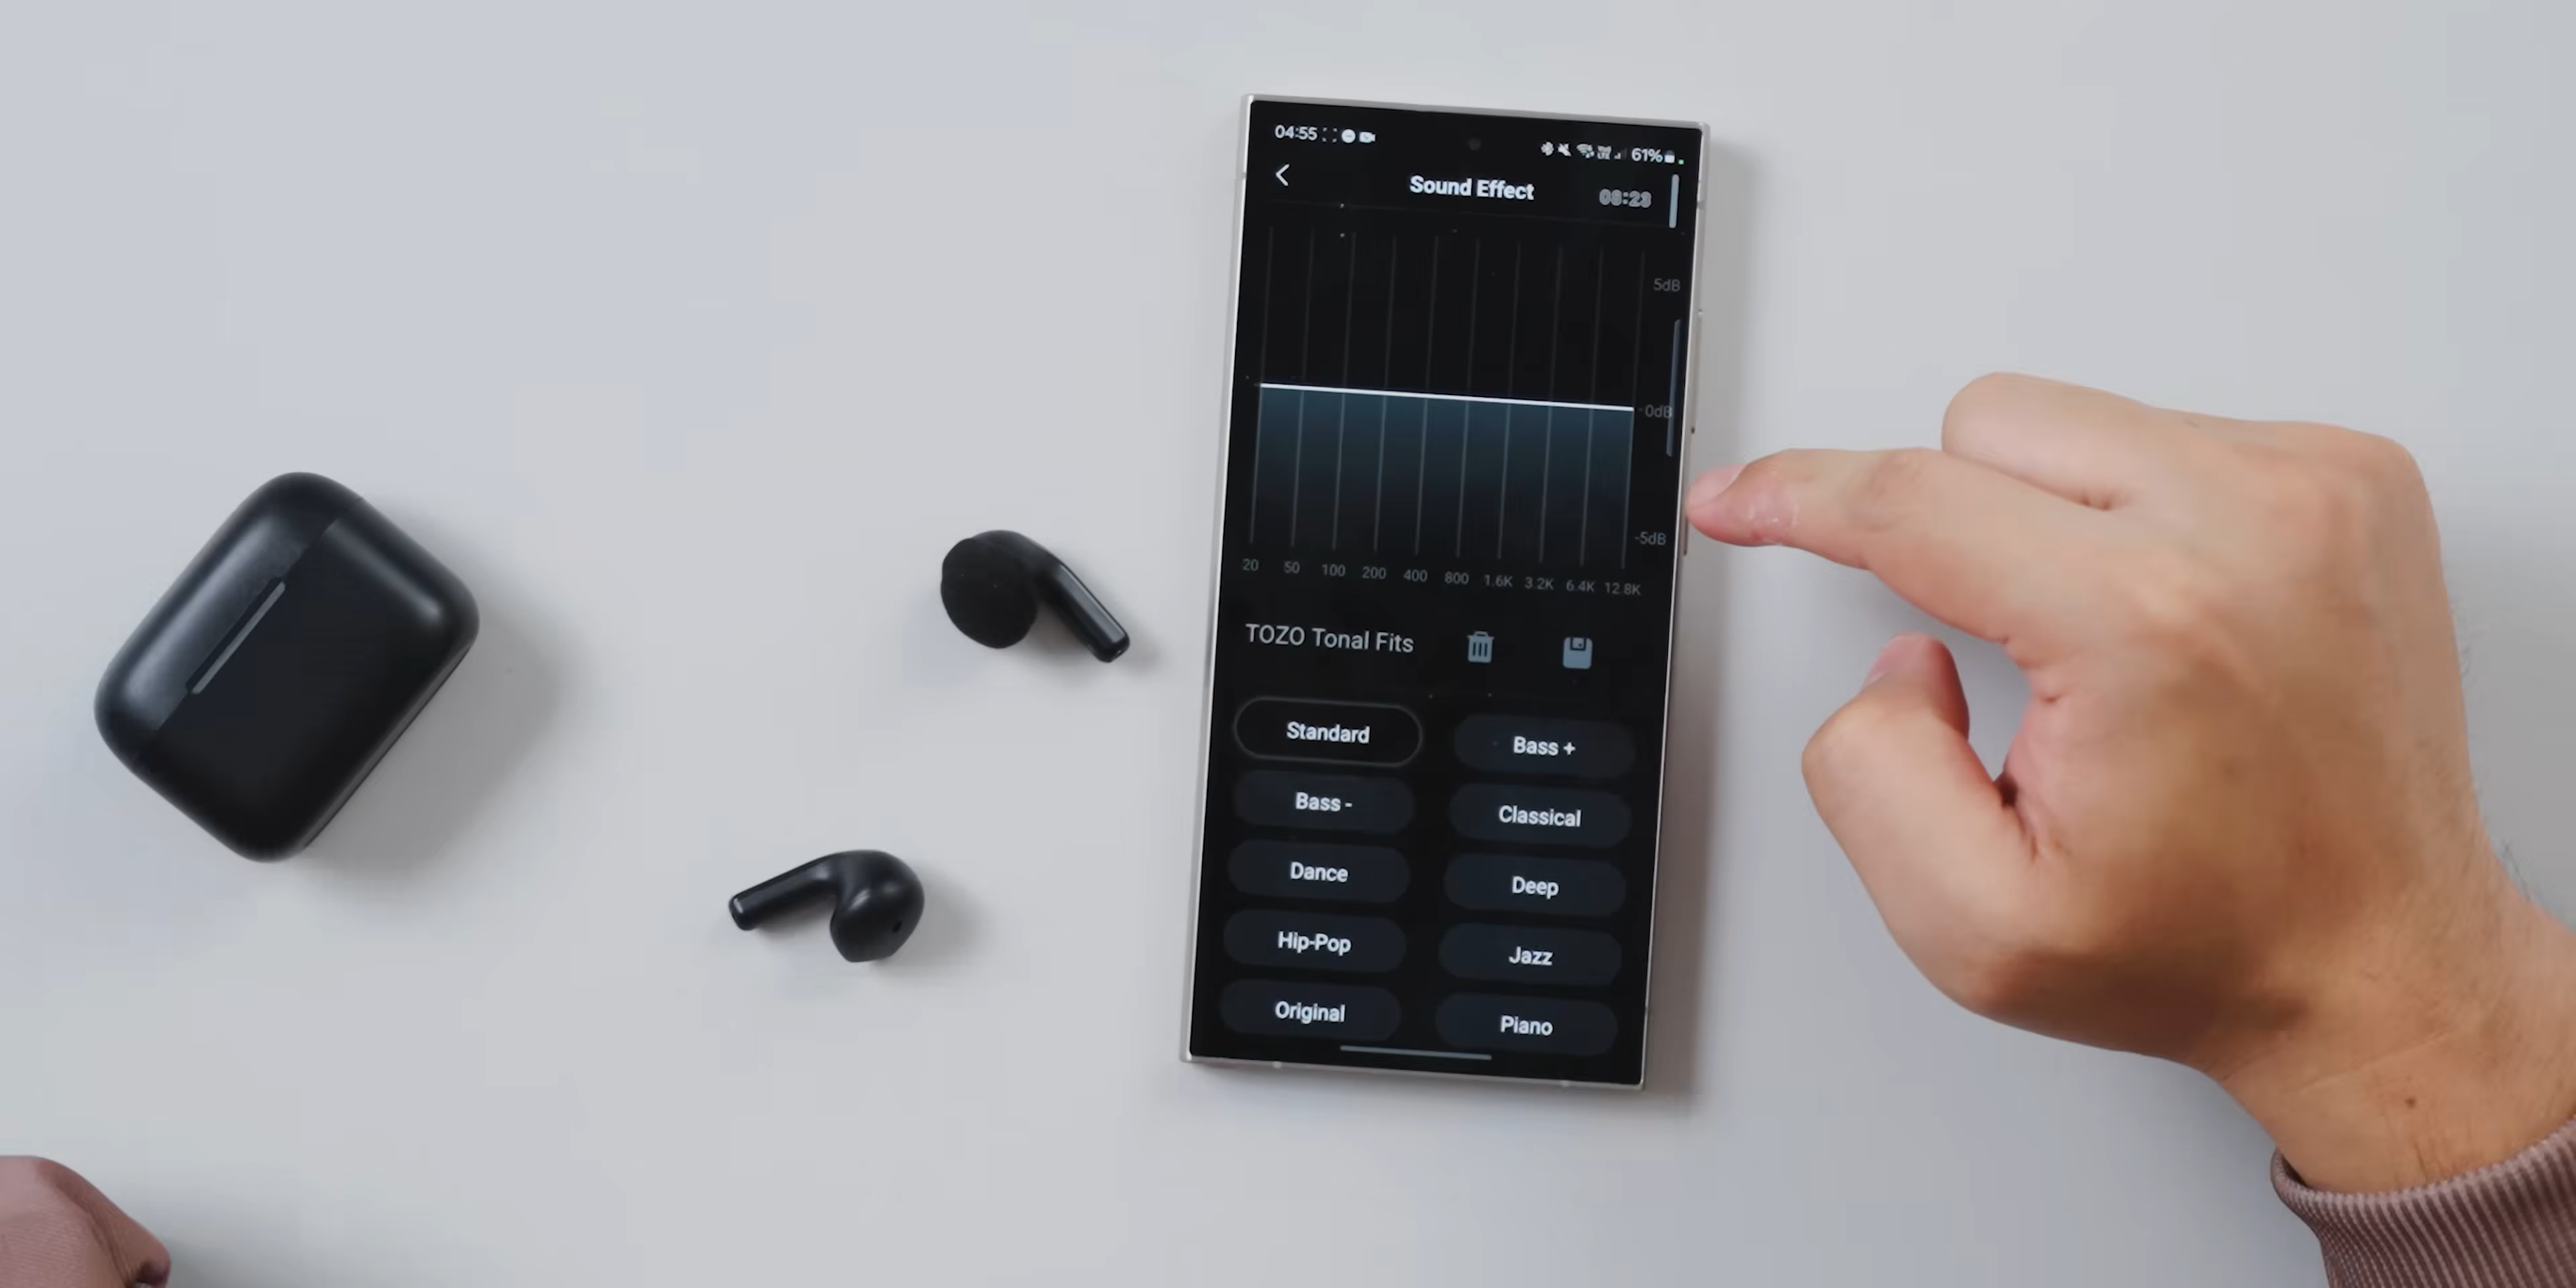 04:55
61%
Sound Effect
08:23
5dB
0dB
-5dB
20 50 100 200 400 800 1.6K 3.2K 6.4K 12.8K
TOZO Tonal Fits
Standard
Bass +
Bass -
Classical
Dance
Deep
Hip-Pop
Jazz
Original
Piano